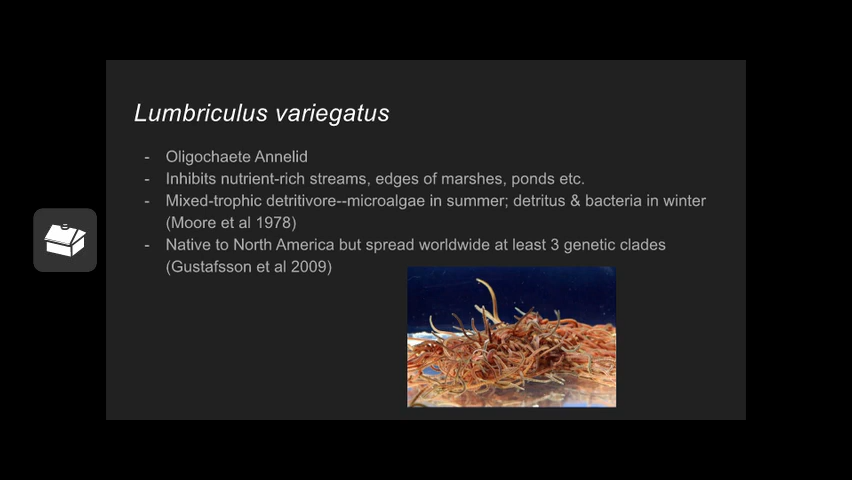 Lumbriculus variegatus
- Oligochaete Annelid
- Inhibits nutrient-rich streams, edges of marshes, ponds etc.
- Mixed-trophic detritivore--microalgae in summer; detritus & bacteria in winter
(Moore et al 1978)
- Native to North America but spread worldwide at least 3 genetic clades
(Gustafsson et al 2009)